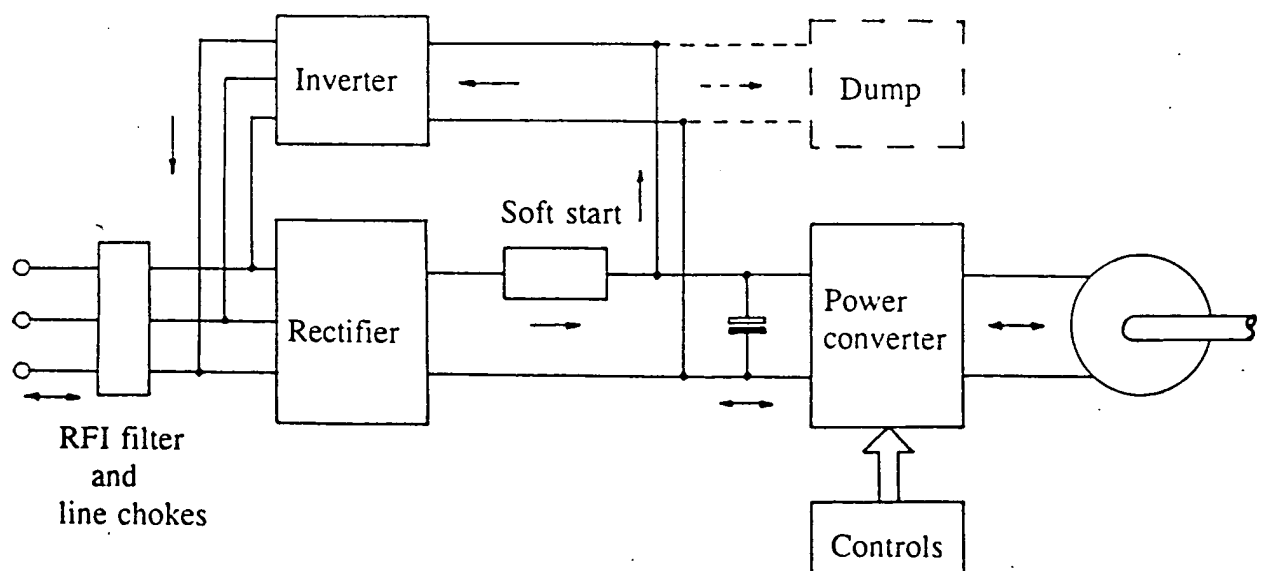 Inverter
Dump
Soft start
Rectifier
Power
converter
RFI filter
and
line chokes
Controls